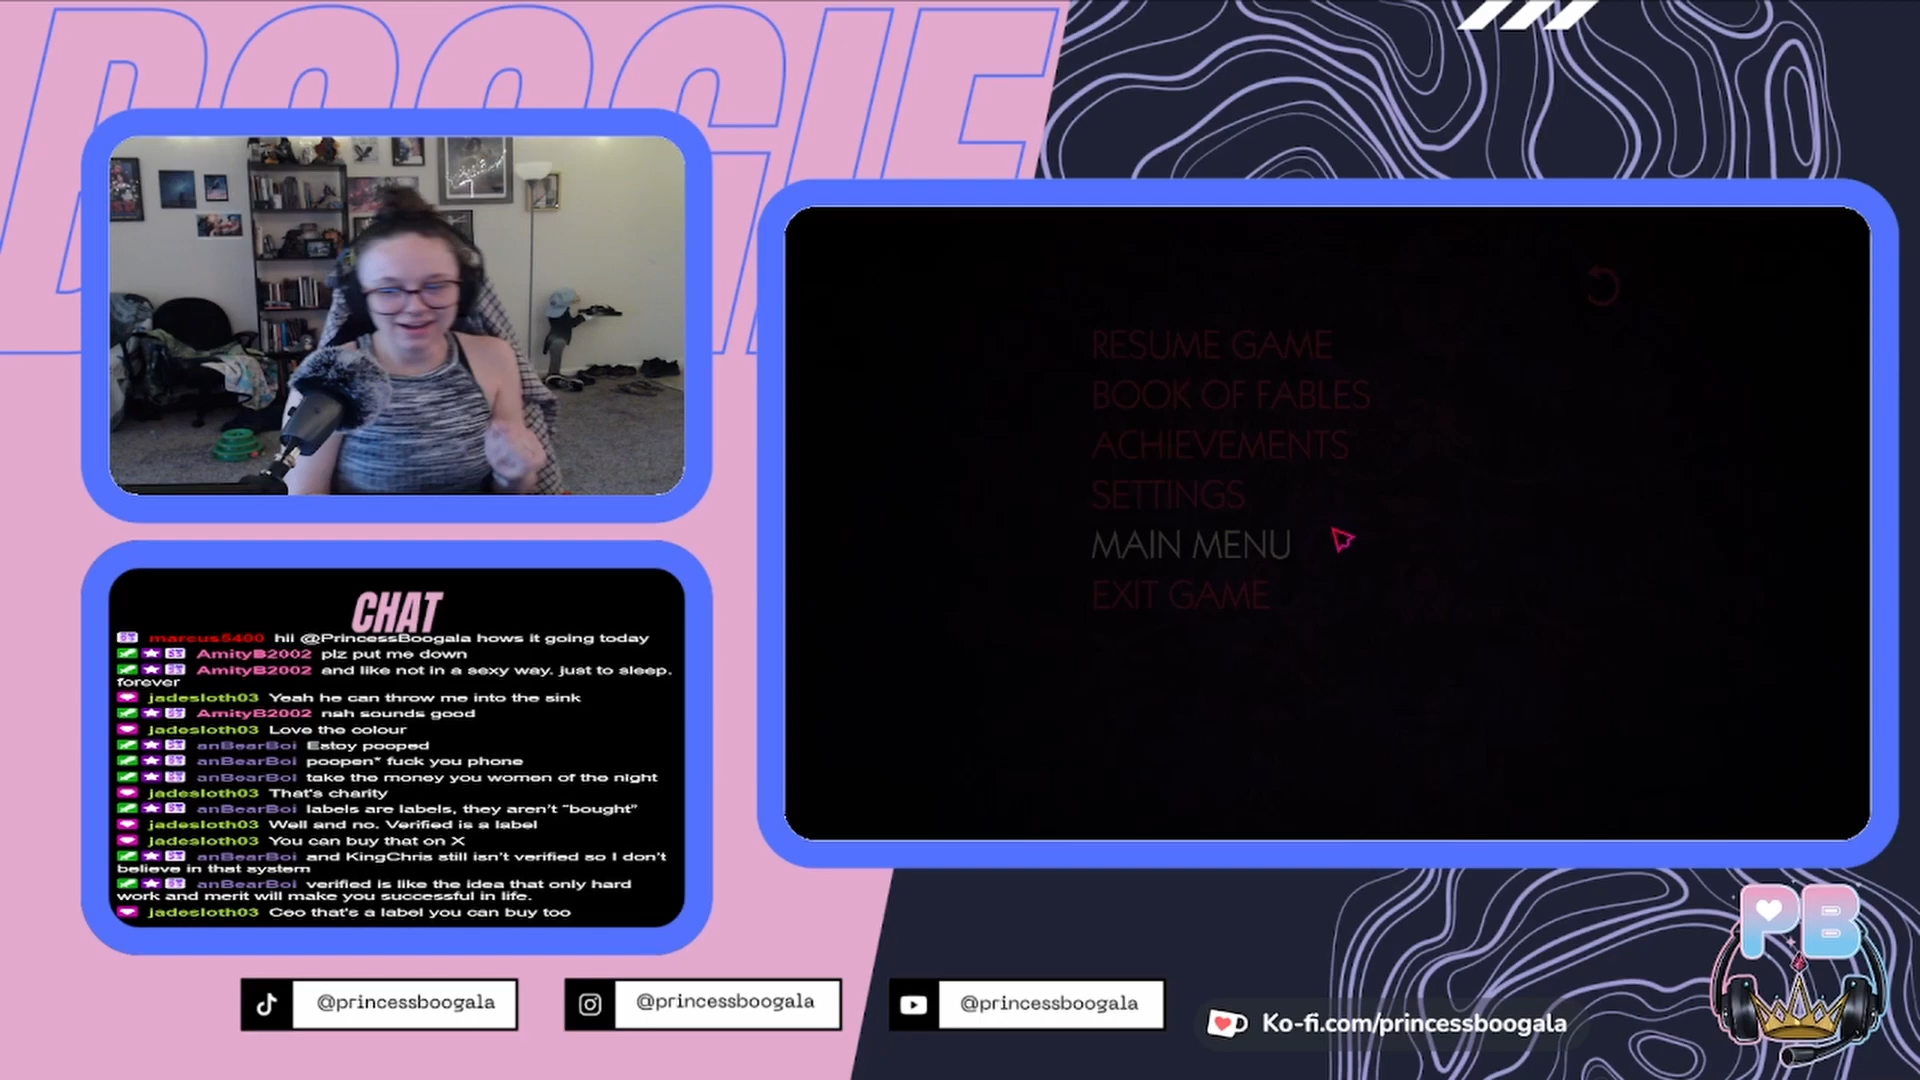 BOOGIE
RESUME GAME
BOOK OF FABLES
ACHIEVEMENTS
SETTINGS
MAIN MENU
EXIT GAME
CHAT
marcus5400 hii @PrincessBoogala hows it going today
AmityB2002 plz put me down
AmityB2002 and like not in a sexy way. just to sleep.
forever
jadesloth03 Yeah he can throw me into the sink
AmityB2002 nah sounds good
jadesloth03 Love the colour
anBearBoi Estoy pooped
anBearBoi poopen* fuck you phone
anBearBoi take the money you women of the night
jadesloth03 That's charity
anBearBoi labels are labels, they aren't "bought"
jadesloth03 Well and no. Verified is a label
jadesloth03 You can buy that on X
anBearBoi and KingChris still isn't verified so I don't
believe in that system
anBearBoi verified is like the idea that only hard
work and merit will make you successful in life.
jadesloth03 Ceo that's a label you can buy too
@princessboogala
@princessboogala
@princessboogala
Ko-fi.com/princessboogala
PB